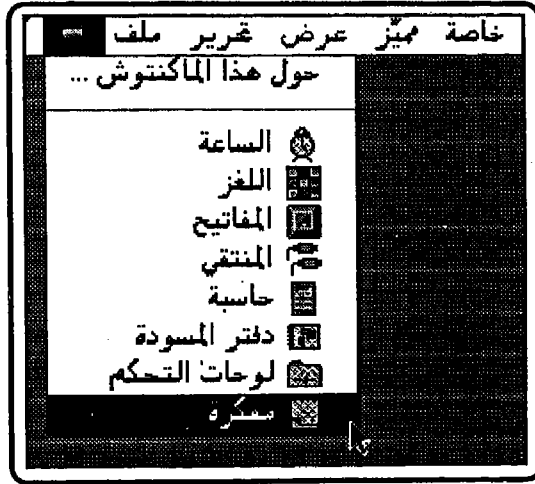 خاصة مميّز عرض تحرير ملف
حول هذا الماكنتوش ...
الساعة
اللغز
المفاتيح
المنتقي
حاسبة
دفتر المسودة
لوحات التحكم
مفكرة